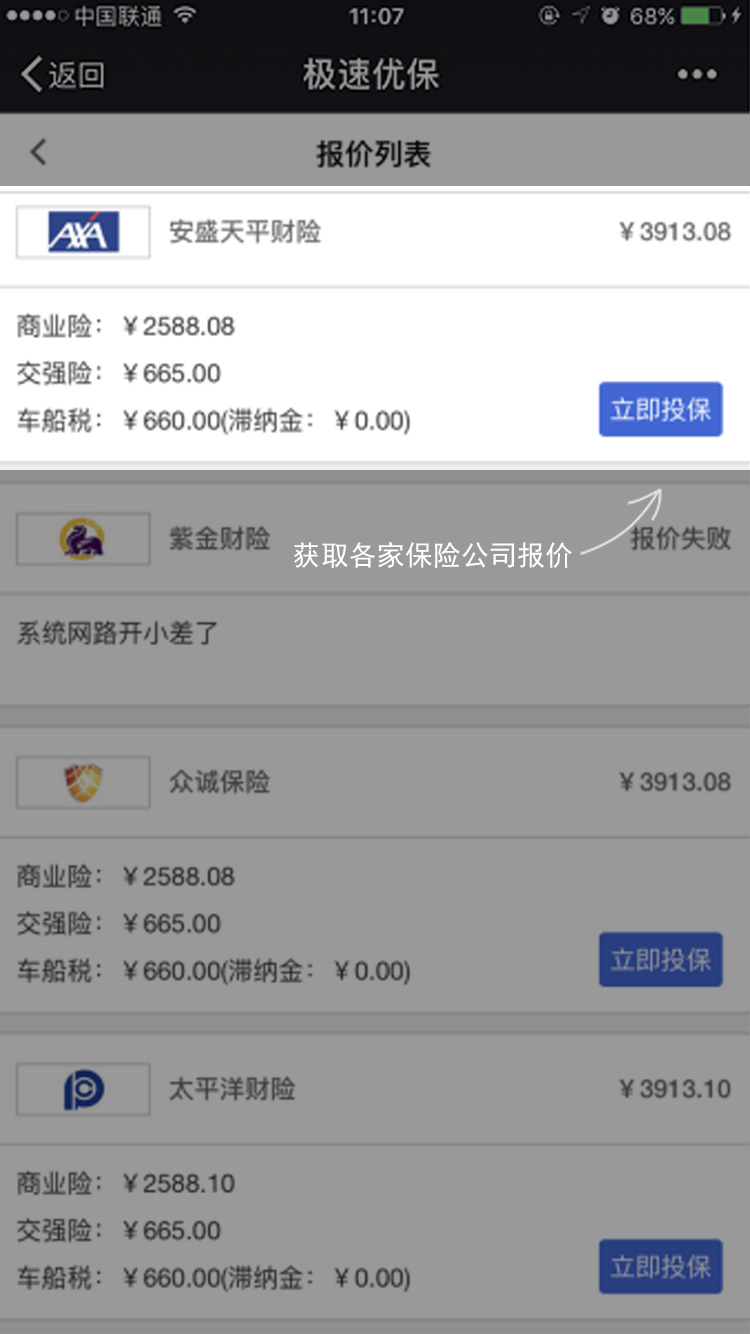 中国联通 11:07 68%
返回 极速优保
报价列表
AXA 安盛天平财险 ¥3913.08
商业险： ¥2588.08
交强险： ¥665.00
车船税： ¥660.00(滞纳金： ¥0.00)
立即投保
紫金财险 报价失败
获取各家保险公司报价
系统网路开小差了
众诚保险 ¥3913.08
商业险： ¥2588.08
交强险： ¥665.00
车船税： ¥660.00(滞纳金： ¥0.00)
立即投保
太平洋财险 ¥3913.10
商业险： ¥2588.10
交强险： ¥665.00
车船税： ¥660.00(滞纳金： ¥0.00)
立即投保